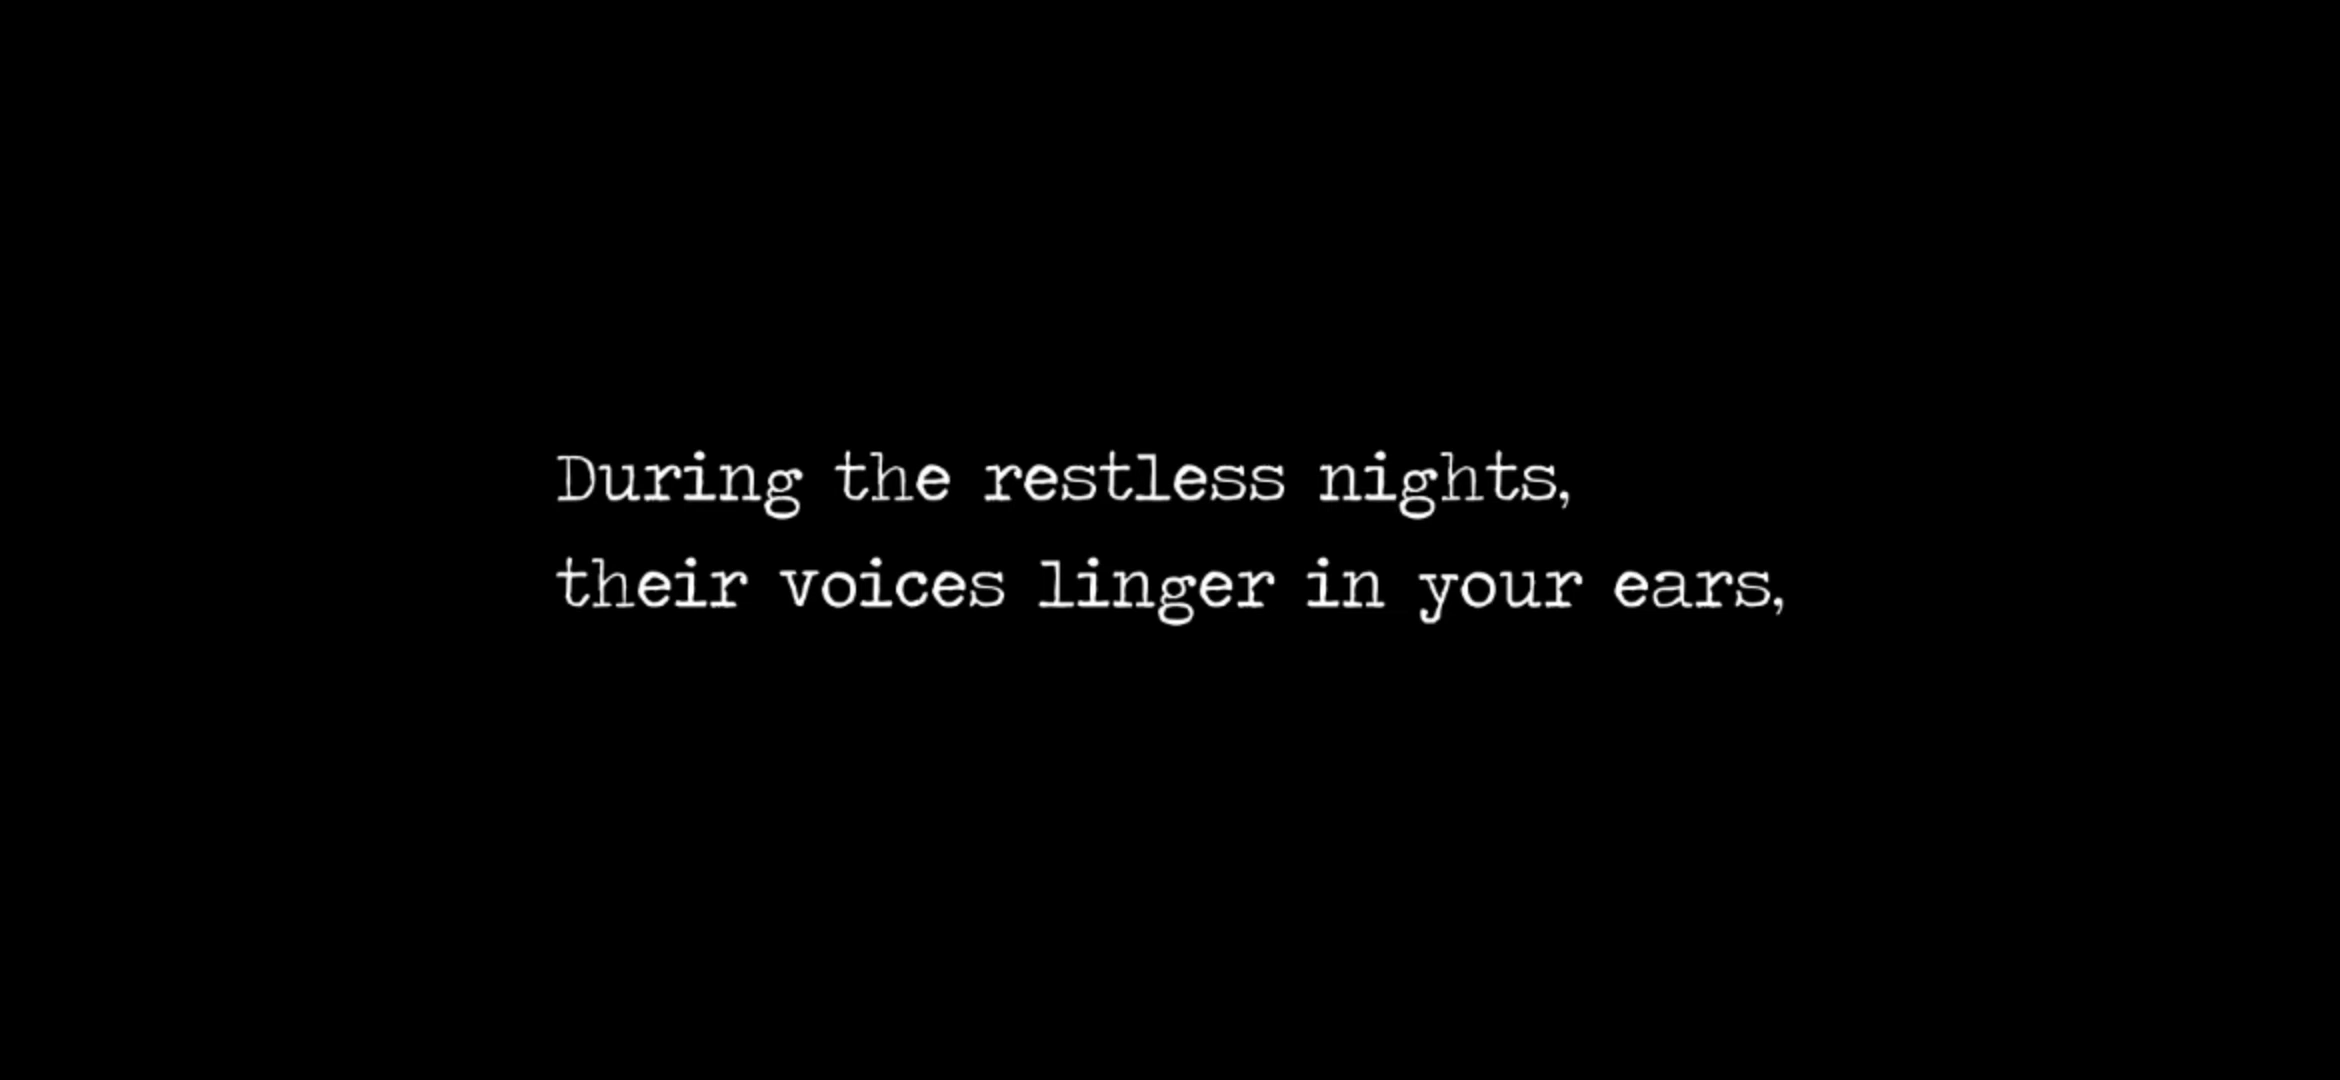 During the restless nights,
their voices linger in your ears,